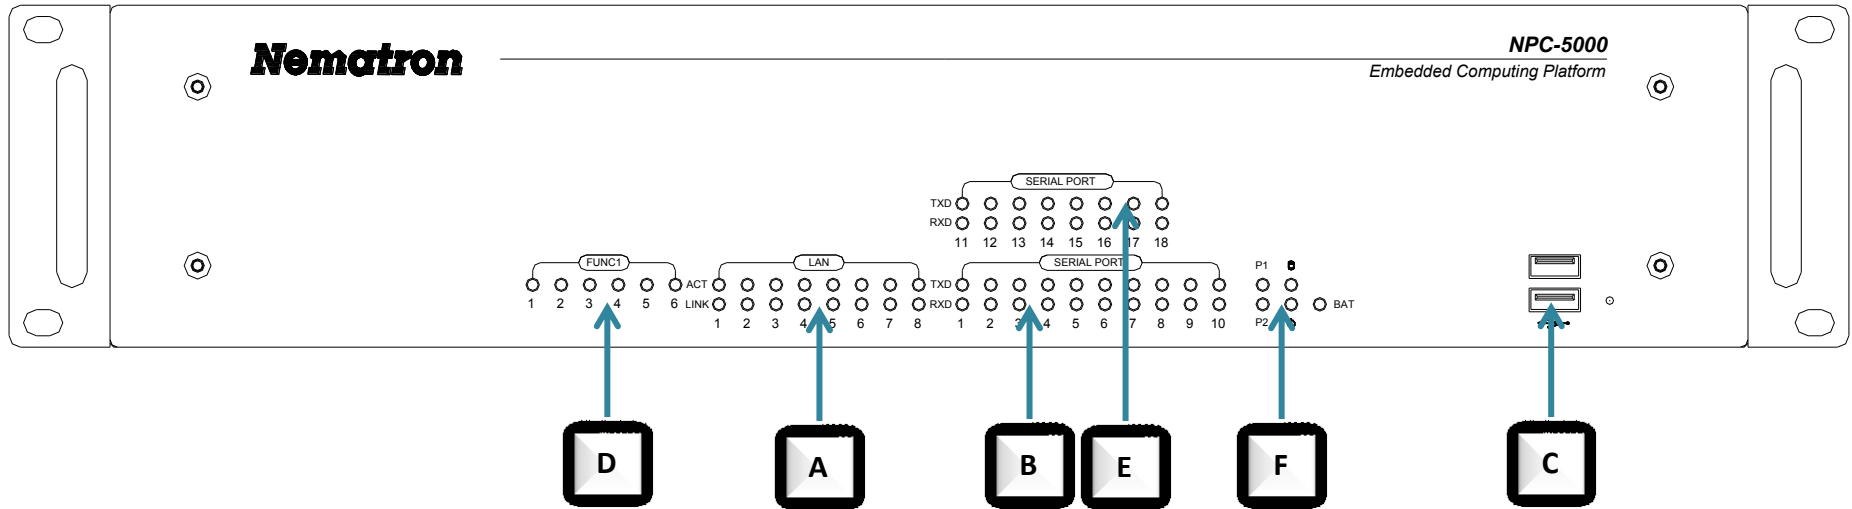 Nematron
NPC-5000
Embedded Computing Platform
SERIAL PORT
TXD
RXD
11 12 13 14 15 16 17 18
FUNC1
1 2 3 4 5 6
LAN
ACT
LINK
1 2 3 4 5 6 7 8
SERIAL PORT
TXD
RXD
1 2 3 4 5 6 7 8 9 10
P1
P2
BAT
D A B E F C